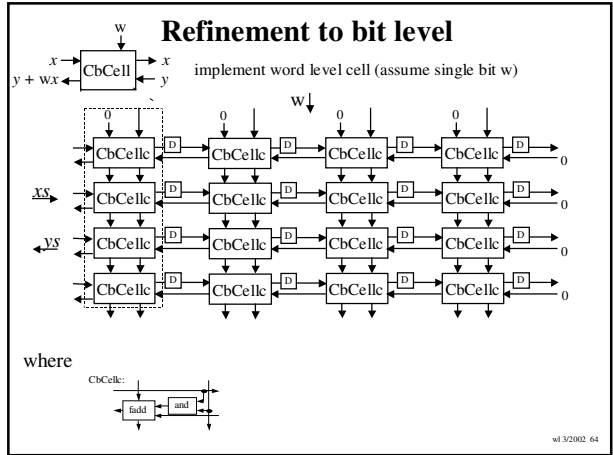 Refinement to bit level
w
x CbCell x
y + wx y
implement word level cell (assume single bit w)
w
0 0 0 0
CbCellc D CbCellc D CbCellc D CbCellc D 0
xs
CbCellc D CbCellc D CbCellc D CbCellc D 0
ys
CbCellc D CbCellc D CbCellc D CbCellc D 0
CbCellc D CbCellc D CbCellc D CbCellc D 0
where
CbCellc:
fadd and
wl 3/2002 64